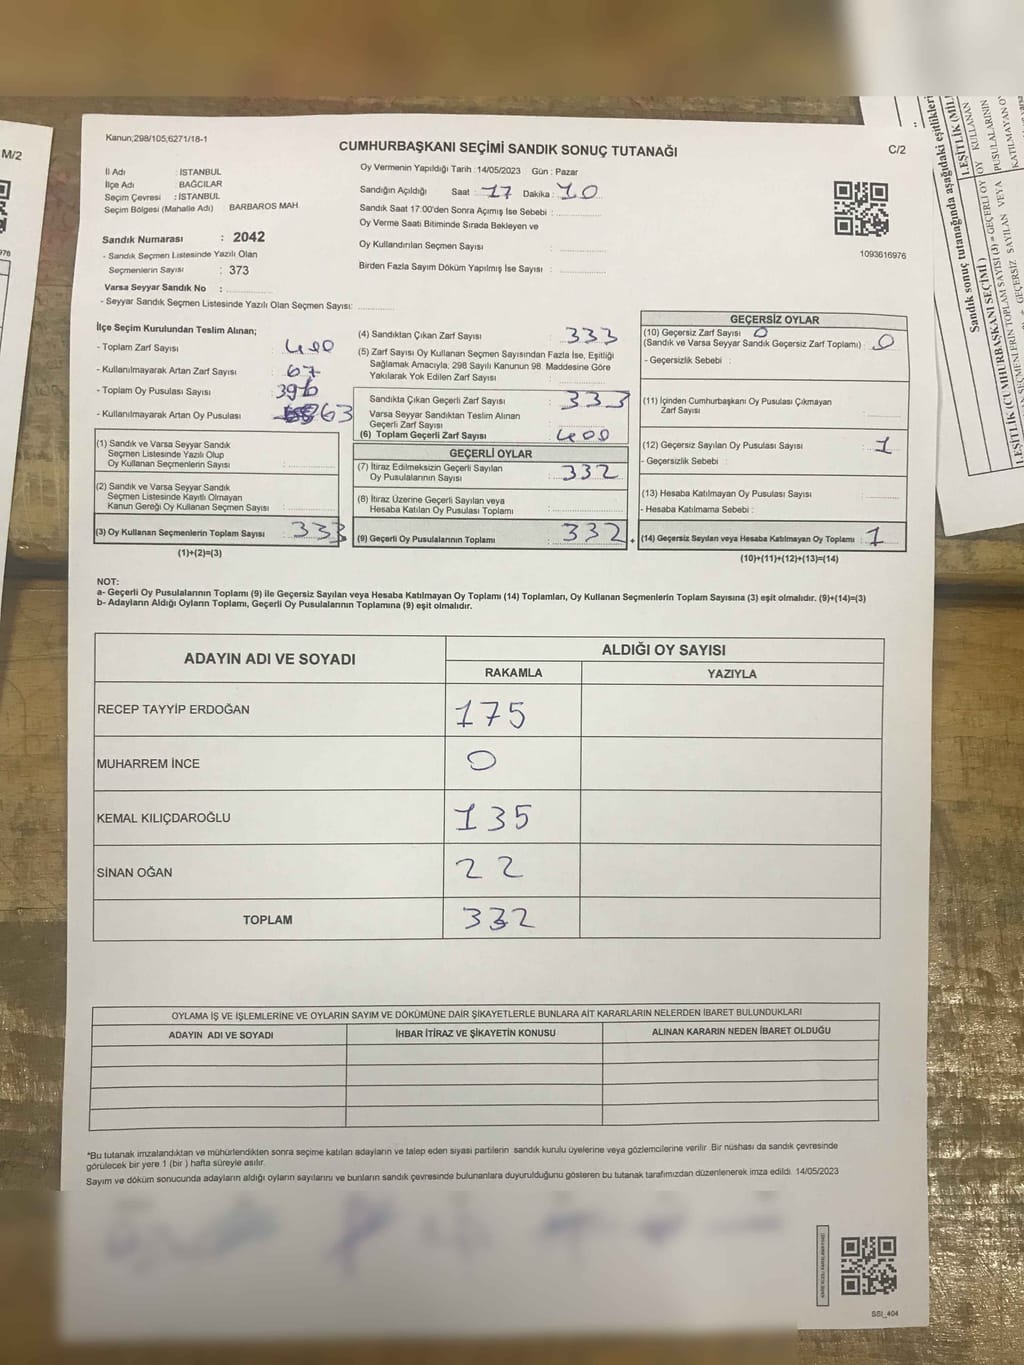 Kanun;298/105,6271/18-1
CUMHURBAŞKANI SEÇİMİ SANDIK SONUÇ TUTANAĞI
C/2
M/2
İl Adı : İSTANBUL
İlçe Adı : BAĞCILAR
Seçim Çevresi : İSTANBUL
Seçim Bölgesi (Mahalle Adı) BARBAROS MAH.
Sandık Numarası : 2042
- Sandık Seçmen Listesinde Yazılı Olan
Seçmenlerin Sayısı : 373
Varsa Seyyar Sandık No :
- Seyyar Sandık Seçmen Listesinde Yazılı Olan Seçmen Sayısı:
Oy Vermenin Yapıldığı Tarih :14/05/2023 Gün : Pazar
Sandığın Açıldığı Saat : 17 Dakika : 10
Sandık Saat 17:00'den Sonra Açımış İse Sebebi :
Oy Verme Saati Bitiminde Sırada Bekleyen ve
Oy Kullandırılan Seçmen Sayısı :
Birden Fazla Sayım Döküm Yapılmış İse Sayısı :
1093616976
İlçe Seçim Kurulundan Teslim Alınan;
- Toplam Zarf Sayısı : 400
- Kullanılmayarak Artan Zarf Sayısı : 67
- Toplam Oy Pusulası Sayısı : 396
- Kullanılmayarak Artan Oy Pusulası : 63
(1) Sandık ve Varsa Seyyar Sandık
Seçmen Listesinde Yazılı Olup
Oy Kullanan Seçmenlerin Sayısı :
(2) Sandık ve Varsa Seyyar Sandık
Seçmen Listesinde Kayıtlı Olmayan
Kanun Gereği Oy Kullanan Seçmen Sayısı :
(3) Oy Kullanan Seçmenlerin Toplam Sayısı : 333
(1)+(2)=(3)
(4) Sandıktan Çıkan Zarf Sayısı : 333
(5) Zarf Sayısı Oy Kullanan Seçmen Sayısından Fazla İse, Eşitliği
Sağlamak Amacıyla, 298 Sayılı Kanunun 98. Maddesine Göre
Yakılarak Yok Edilen Zarf Sayısı :
Sandıkta Çıkan Geçerli Zarf Sayısı : 333
Varsa Seyyar Sandıktan Teslim Alınan
Geçerli Zarf Sayısı :
(6) Toplam Geçerli Zarf Sayısı : 400
GEÇERLİ OYLAR
(7) İtiraz Edilmeksizin Geçerli Sayılan
Oy Pusulalarının Sayısı : 332
(8) İtiraz Üzerine Geçerli Sayılan veya
Hesaba Katılan Oy Pusulası Toplamı :
(9) Geçerli Oy Pusulalarının Toplamı : 332 +
GEÇERSİZ OYLAR
(10) Geçersiz Zarf Sayısı 0
(Sandık ve Varsa Seyyar Sandık Geçersiz Zarf Toplamı) : 0
- Geçersizlik Sebebi :
(11) İçinden Cumhurbaşkanı Oy Pusulası Çıkmayan
Zarf Sayısı :
(12) Geçersiz Sayılan Oy Pusulası Sayısı : 1
- Geçersizlik Sebebi :
(13) Hesaba Katılmayan Oy Pusulası Sayısı :
- Hesaba Katılmama Sebebi :
(14) Geçersiz Sayılan veya Hesaba Katılmayan Oy Toplamı : 1
(10)+(11)+(12)+(13)=(14)
NOT:
a- Geçerli Oy Pusulalarının Toplamı (9) ile Geçersiz Sayılan veya Hesaba Katılmayan Oy Toplamı (14) Toplamları, Oy Kullanan Seçmenlerin Toplam Sayısına (3) eşit olmalıdır. (9)+(14)=(3)
b- Adayların Aldığı Oyların Toplamı, Geçerli Oy Pusulalarının Toplamına (9) eşit olmalıdır.
ADAYIN ADI VE SOYADI
ALDIĞI OY SAYISI
RAKAMLA YAZIYLA
RECEP TAYYİP ERDOĞAN 175
MUHARREM İNCE 0
KEMAL KILIÇDAROĞLU 135
SİNAN OĞAN 22
TOPLAM 332
OYLAMA İŞ VE İŞLEMLERİNE VE OYLARIN SAYIM VE DÖKÜMÜNE DAİR ŞİKAYETLERLE BUNLARA AİT KARARLARIN NELERDEN İBARET BULUNDUKLARI
ADAYIN ADI VE SOYADI İHBAR İTİRAZ VE ŞİKAYETİN KONUSU ALINAN KARARIN NEDEN İBARET OLDUĞU
*Bu tutanak imzalandıktan ve mühürlendikten sonra seçime katılan adayların ve talep eden siyasi partilerin sandık kurulu üyelerine veya gözlemcilerine verilir. Bir nüshası da sandık çevresinde
görülecek bir yere 1 (bir ) hafta süreyle asılır.
Sayım ve döküm sonucunda adayların aldığı oyların sayılarını ve bunların sandık çevresinde bulunanlara duyurulduğunu gösteren bu tutanak tarafımızdan düzenlenerek imza edildi. 14/05/2023
SSI_404